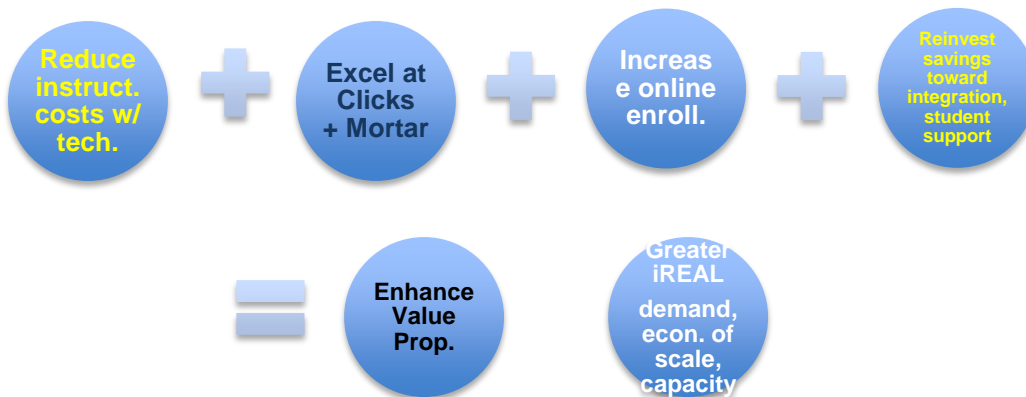 Reduce
instruct.
costs w/
tech.
Excel at
Clicks
+ Mortar
Increas
e online
enroll.
Reinvest
savings
toward
integration,
student
support
Enhance
Value
Prop.
Greater
iREAL
demand,
econ. of
scale,
capacity